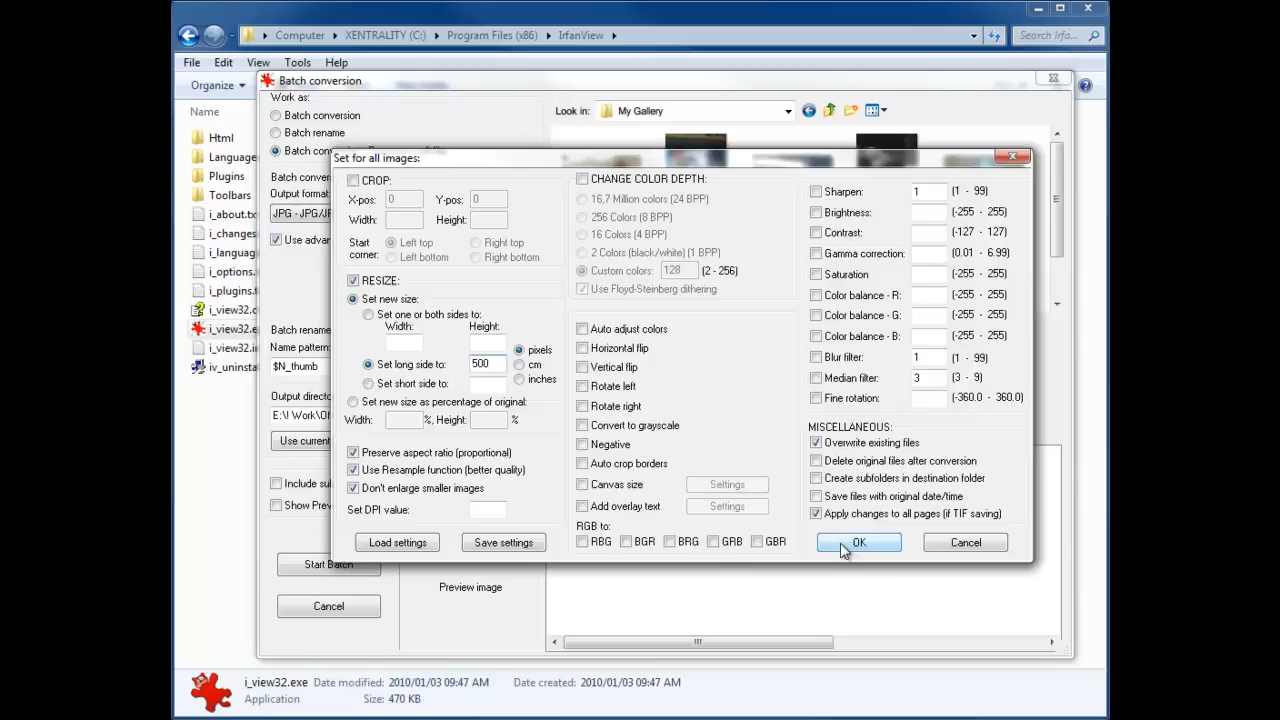 Computer ▸ XENTRALITY (C:) ▸ Program Files (x86) ▸ IrfanView ▸
Search Irfa...
File Edit View Tools Help
Organize
Batch conversion
Name
Html
Language
Plugins
Toolbars
i_about.tx
i_changes
i_languag
i_options.
i_plugins.t
i_view32.c
i_view32.e
i_view32.in
iv_uninsta
Work as:
Batch conversion
Batch rename
Output format:
JPG - JPG/JP
Use advan
Batch rename
Name pattern:
$N_thumb
Output directo
Use current
Include sub
Show Previ
Start Batch
Cancel
Look in: My Gallery
Preview image
Set for all images:
CROP:
X-pos: 0 Y-pos: 0
Width: Height:
Start corner:
Left top Right top
Left bottom Right bottom
RESIZE:
Set new size:
Set one or both sides to:
Width: Height:
pixels
Set long side to: 500 cm
Set short side to: inches
Set new size as percentage of original:
Width: %, Height: %
Preserve aspect ratio (proportional)
Use Resample function (better quality)
Don't enlarge smaller images
Set DPI value:
Load settings Save settings
CHANGE COLOR DEPTH:
16,7 Million colors (24 BPP)
256 Colors (8 BPP)
16 Colors (4 BPP)
2 Colors (black/white) (1 BPP)
Custom colors: 128 (2 - 256)
Use Floyd-Steinberg dithering
Auto adjust colors
Horizontal flip
Vertical flip
Rotate left
Rotate right
Convert to grayscale
Negative
Auto crop borders
Canvas size Settings
Add overlay text Settings
RGB to:
RBG BGR BRG GRB GBR
Sharpen: 1 (1 - 99)
Brightness: (-255 - 255)
Contrast: (-127 - 127)
Gamma correction: (0.01 - 6.99)
Saturation (-255 - 255)
Color balance - R: (-255 - 255)
Color balance - G: (-255 - 255)
Color balance - B: (-255 - 255)
Blur filter: 1 (1 - 99)
Median filter: 3 (3 - 9)
Fine rotation: (-360.0 - 360.0)
MISCELLANEOUS:
Overwrite existing files
Delete original files after conversion
Create subfolders in destination folder
Save files with original date/time
Apply changes to all pages (if TIF saving)
OK Cancel
i_view32.exe Date modified: 2010/01/03 09:47 AM Date created: 2010/01/03 09:47 AM
Application Size: 470 KB